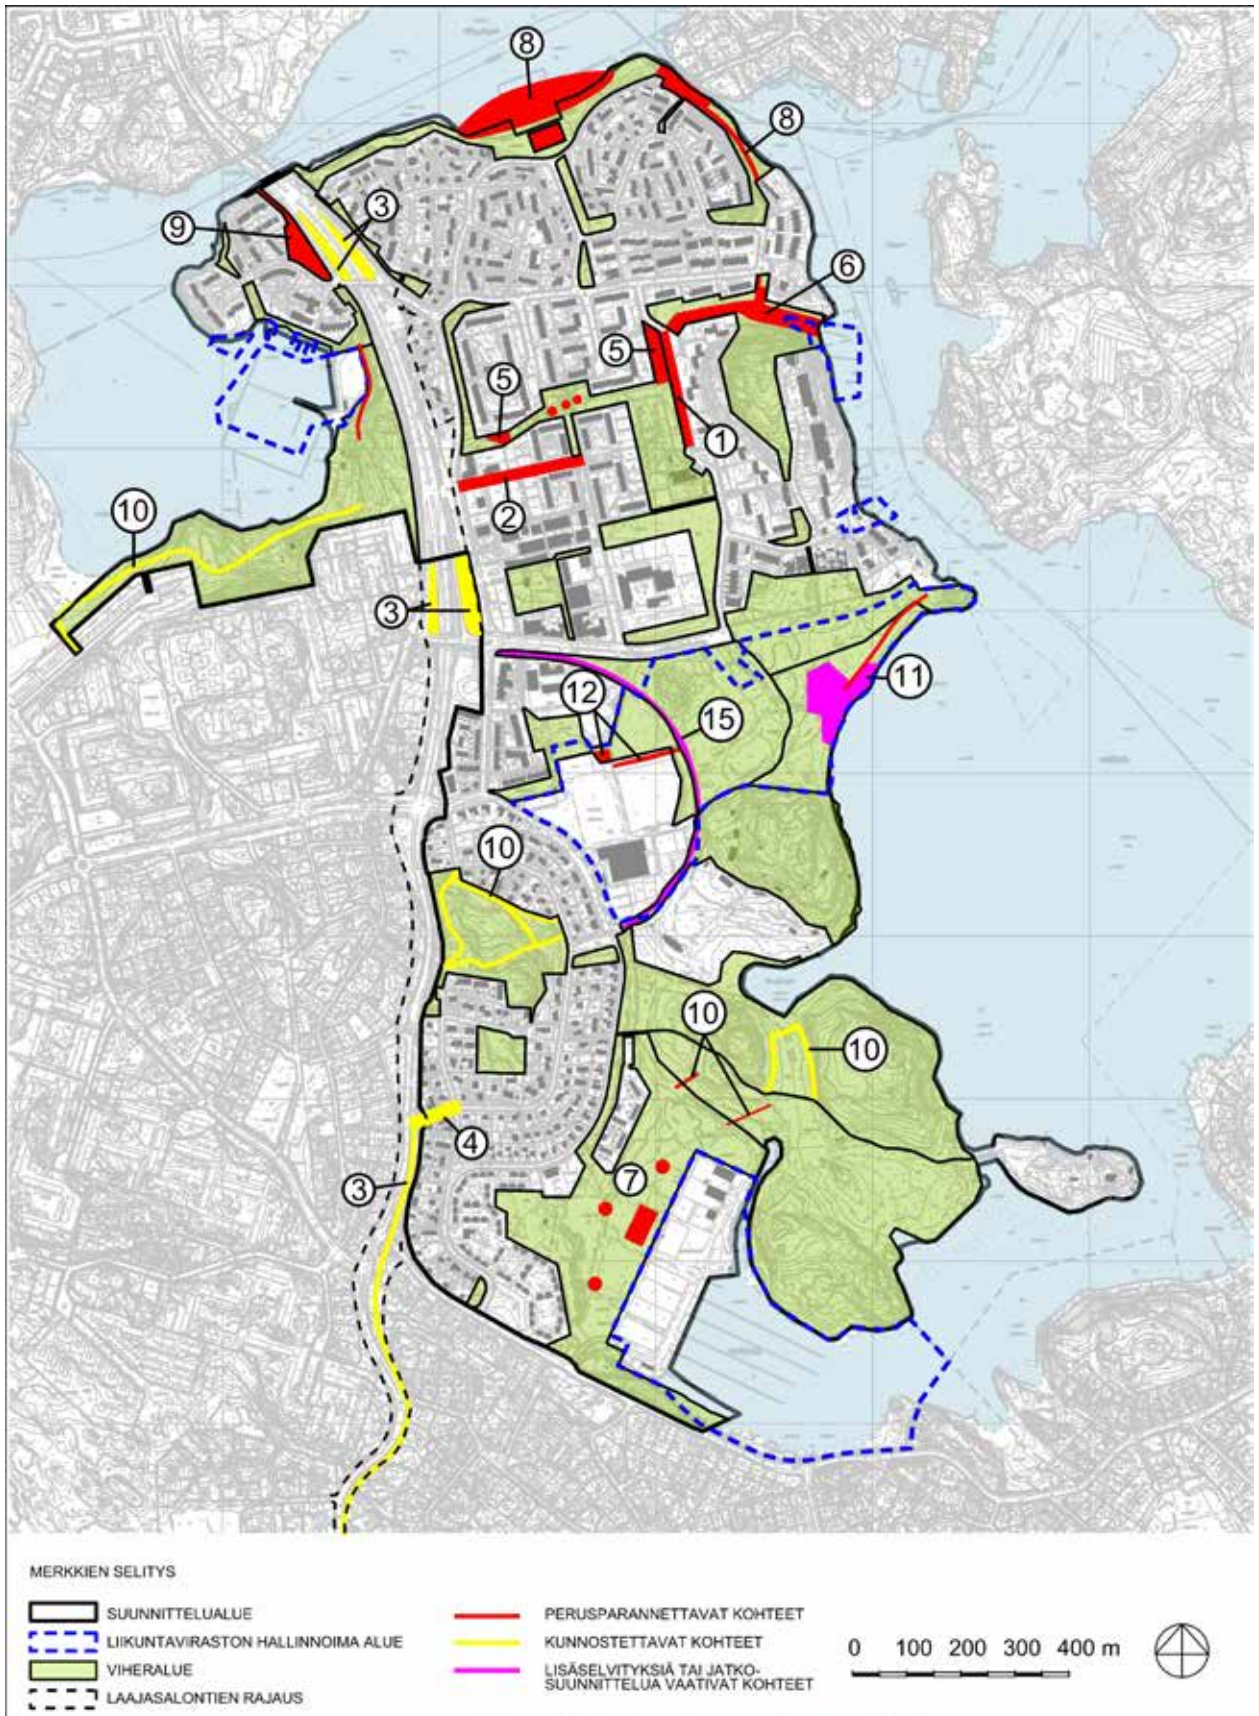 8
8
9
3
6
5
5
1
2
10
3
11
12
15
10
10
10
4
7
3
MERKKIEN SELITYS
SUUNNITTELUALUE
LIIKUNTAVIRASTON HALLINNOIMA ALUE
VIHERALUE
LAAJASALONTIEN RAJAUS
PERUSPARANNETTAVAT KOHTEET
KUNNOSTETTAVAT KOHTEET
LISÄSELVITYKSIÄ TAI JATKO-
SUUNNITTELUA VAATIVAT KOHTEET
0 100 200 300 400 m